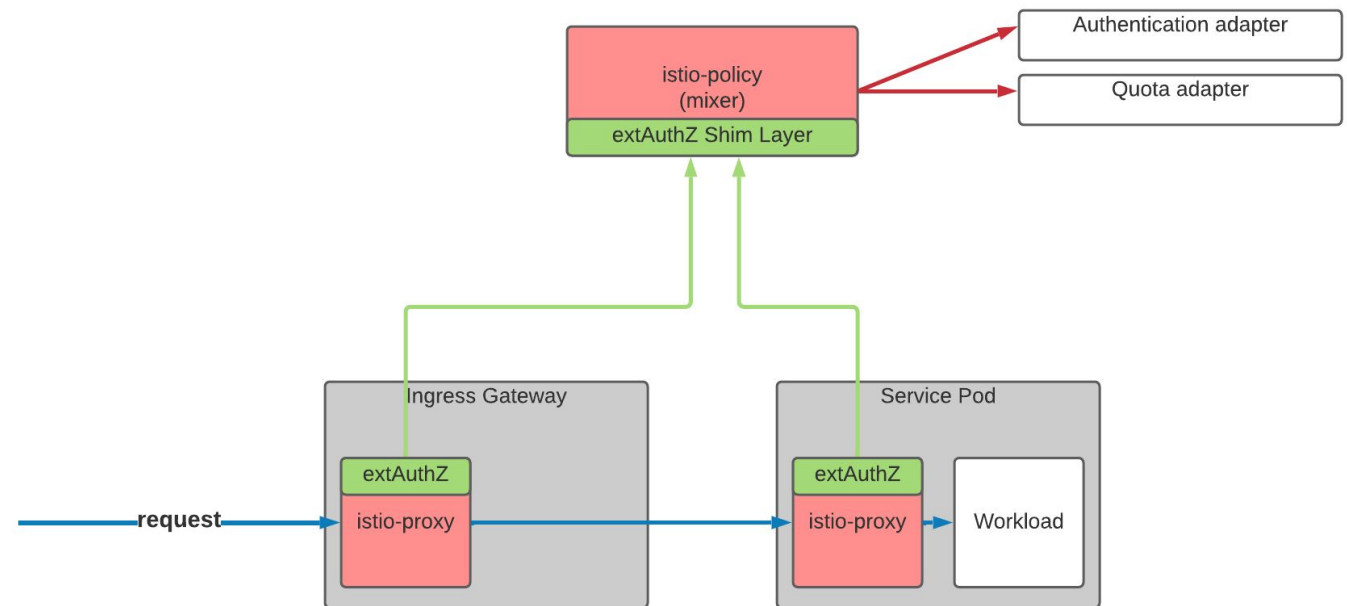 Authentication adapter
istio-policy
(mixer)
Quota adapter
extAuthZ Shim Layer
Ingress Gateway
Service Pod
extAuthZ
extAuthZ
request
istio-proxy
istio-proxy
Workload